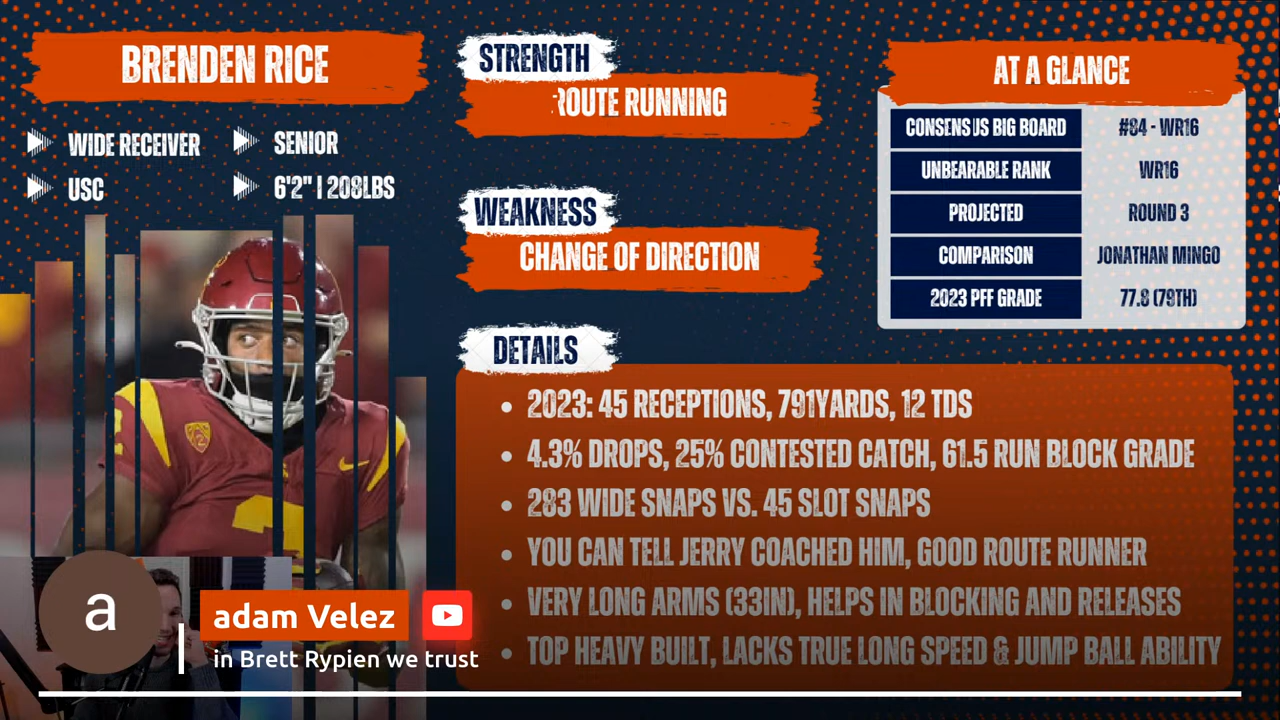 BRENDEN RICE
WIDE RECEIVER
SENIOR
USC
6'2" | 208LBS
STRENGTH
ROUTE RUNNING
WEAKNESS
CHANGE OF DIRECTION
AT A GLANCE
CONSENSUS BIG BOARD #84 - WR16
UNBEARABLE RANK WR16
PROJECTED ROUND 3
COMPARISON JONATHAN MINGO
2023 PFF GRADE 77.8 (79TH)
DETAILS
• 2023: 45 RECEPTIONS, 791YARDS, 12 TDS
• 4.3% DROPS, 25% CONTESTED CATCH, 61.5 RUN BLOCK GRADE
• 283 WIDE SNAPS VS. 45 SLOT SNAPS
• YOU CAN TELL JERRY COACHED HIM, GOOD ROUTE RUNNER
• VERY LONG ARMS (33IN), HELPS IN BLOCKING AND RELEASES
• TOP HEAVY BUILT, LACKS TRUE LONG SPEED & JUMP BALL ABILITY
a
adam Velez
in Brett Rypien we trust